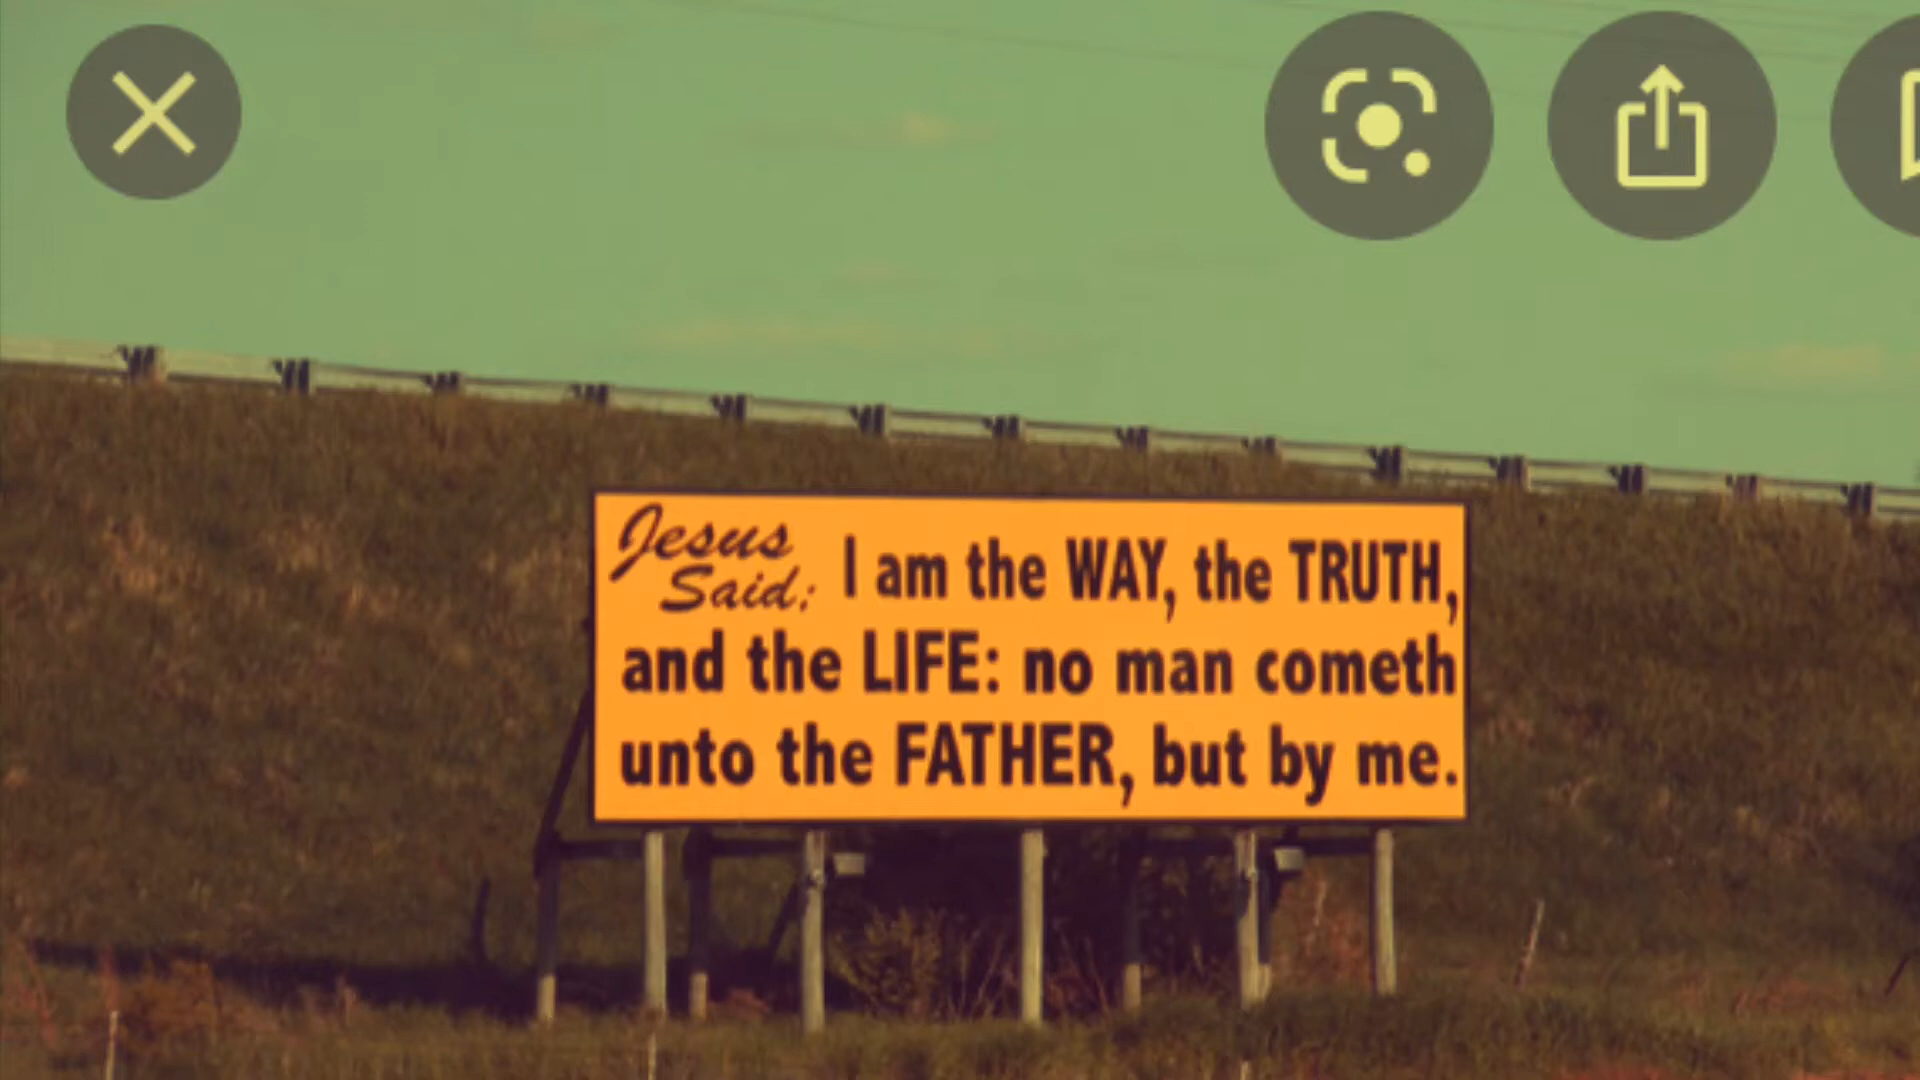 Jesus
Said: I am the WAY, the TRUTH,
and the LIFE: no man cometh
unto the FATHER, but by me.